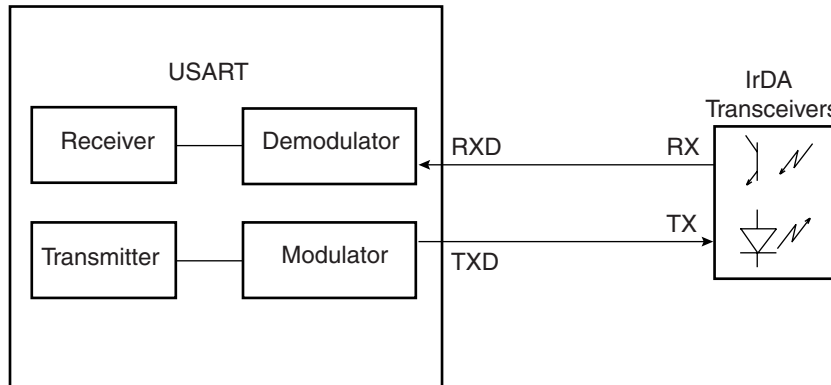 USART
IrDA
Transceivers
Receiver
Demodulator
RXD
RX
Transmitter
Modulator
TX
TXD